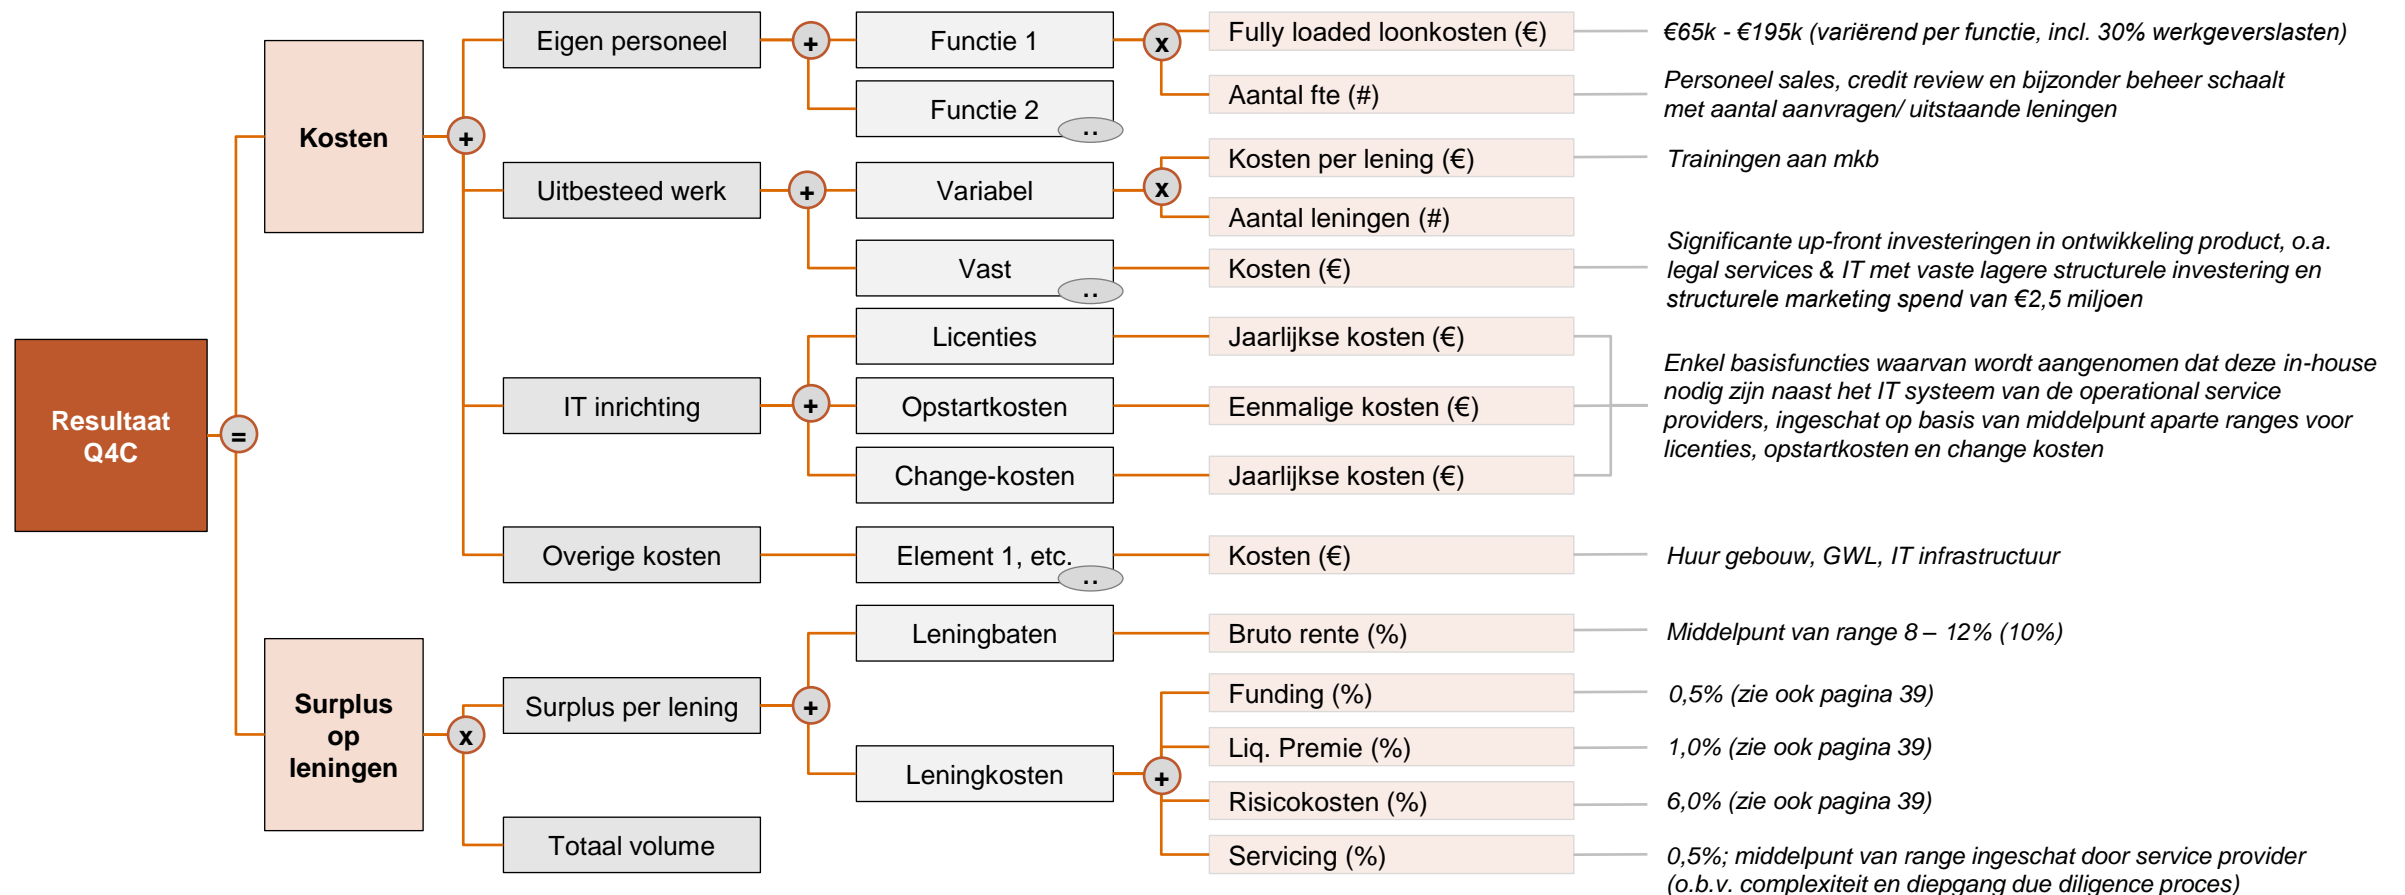 Resultaat
Q4C
=
Kosten
+
Eigen personeel
+
Functie 1
x
Fully loaded loonkosten (€)
€65k - €195k (variërend per functie, incl. 30% werkgeverslasten)
Aantal fte (#)
Personeel sales, credit review en bijzonder beheer schaalt
met aantal aanvragen/ uitstaande leningen
Functie 2
..
Uitbesteed werk
+
Variabel
x
Kosten per lening (€)
Trainingen aan mkb
Aantal leningen (#)
Vast
..
Kosten (€)
Significante up-front investeringen in ontwikkeling product, o.a.
legal services & IT met vaste lagere structurele investering en
structurele marketing spend van €2,5 miljoen
IT inrichting
+
Licenties
Jaarlijkse kosten (€)
Opstartkosten
Eenmalige kosten (€)
Change-kosten
Jaarlijkse kosten (€)
Enkel basisfuncties waarvan wordt aangenomen dat deze in-house
nodig zijn naast het IT systeem van de operational service
providers, ingeschat op basis van middelpunt aparte ranges voor
licenties, opstartkosten en change kosten
Overige kosten
Element 1, etc.
..
Kosten (€)
Huur gebouw, GWL, IT infrastructuur
Surplus
op
leningen
x
Surplus per lening
+
Leningbaten
Bruto rente (%)
Middelpunt van range 8 – 12% (10%)
Leningkosten
+
Funding (%)
0,5% (zie ook pagina 39)
Liq. Premie (%)
1,0% (zie ook pagina 39)
Risicokosten (%)
6,0% (zie ook pagina 39)
Servicing (%)
0,5%; middelpunt van range ingeschat door service provider
(o.b.v. complexiteit en diepgang due diligence proces)
Totaal volume